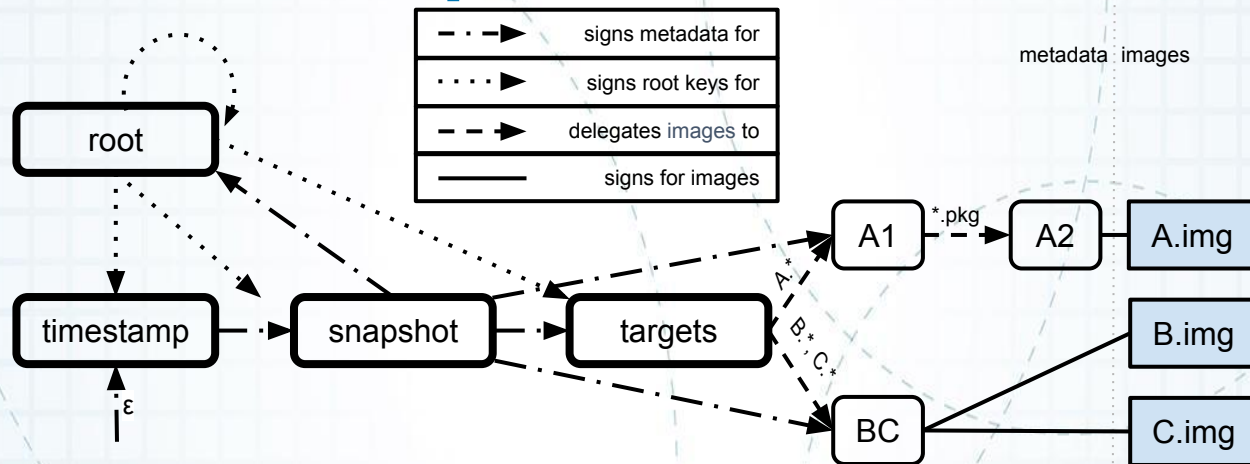 signs metadata for
signs root keys for
delegates images to
signs for images
metadata images
root
A1
*.pkg
A2
A.img
A.*
timestamp
snapshot
targets
B.*, C.*
B.img
ε
BC
C.img